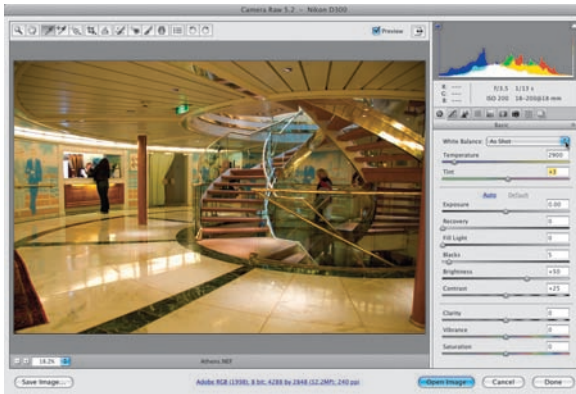 Camera Raw 5.2 - Nikon D300
Preview
R: ---
G: ---
B: ---
f/3.5 1/13 s
ISO 200 18-200@18 mm
Basic
White Balance: As Shot
Temperature 2900
Tint +3
Auto Default
Exposure 0.00
Recovery 0
Fill Light 0
Blacks 5
Brightness +50
Contrast +25
Clarity 0
Vibrance 0
Saturation 0
18.2%
Athens.NEF
Save Image...
Adobe RGB (1998); 8 bit; 4288 by 2848 (12.2MP); 240 ppi
Open Image
Cancel
Done